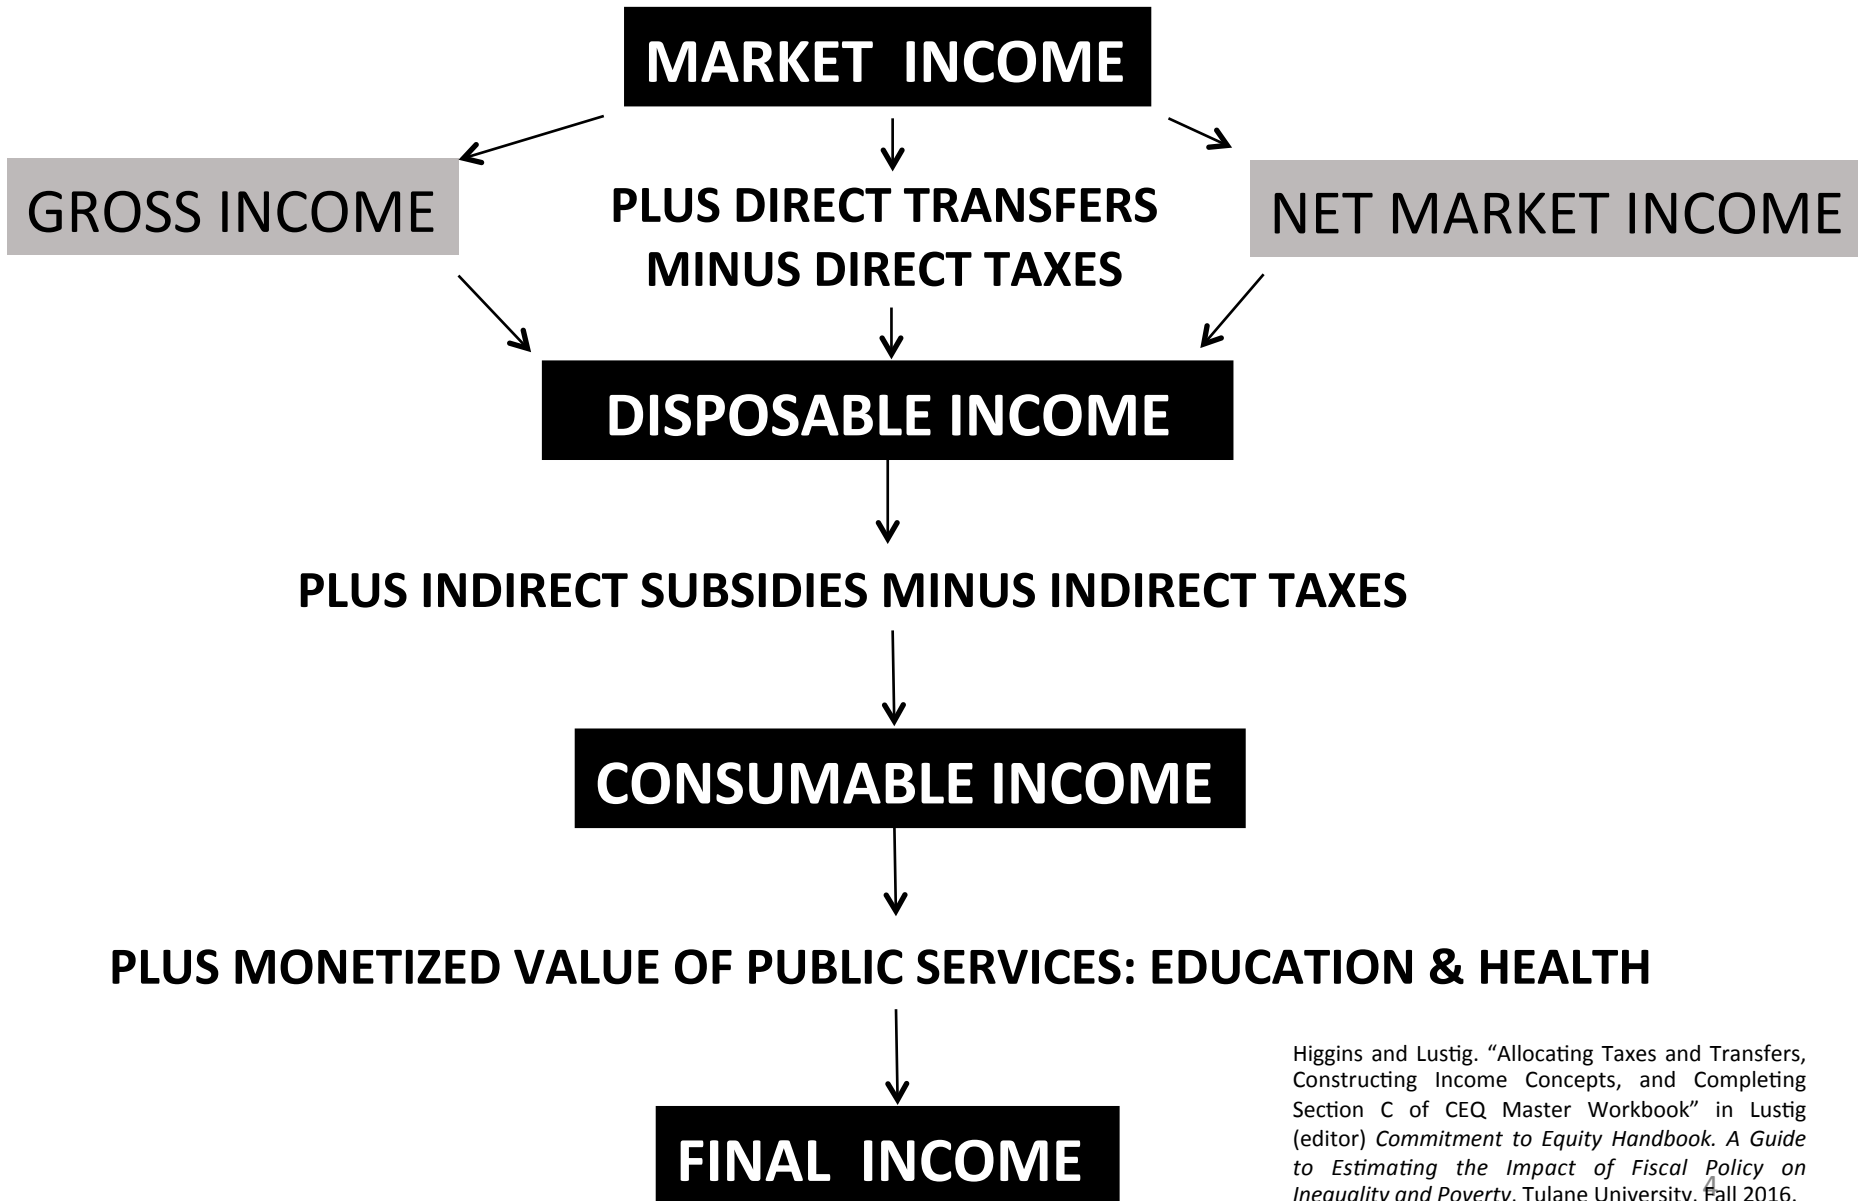 MARKET INCOME
GROSS INCOME
PLUS DIRECT TRANSFERS
MINUS DIRECT TAXES
NET MARKET INCOME
DISPOSABLE INCOME
PLUS INDIRECT SUBSIDIES MINUS INDIRECT TAXES
CONSUMABLE INCOME
PLUS MONETIZED VALUE OF PUBLIC SERVICES: EDUCATION & HEALTH
FINAL INCOME
Higgins and Lustig. “Allocating Taxes and Transfers,
Constructing Income Concepts, and Completing
Section C of CEQ Master Workbook” in Lustig
(editor) Commitment to Equity Handbook. A Guide
to Estimating the Impact of Fiscal Policy on
Inequality and Poverty. Tulane University. Fall 2016.
4